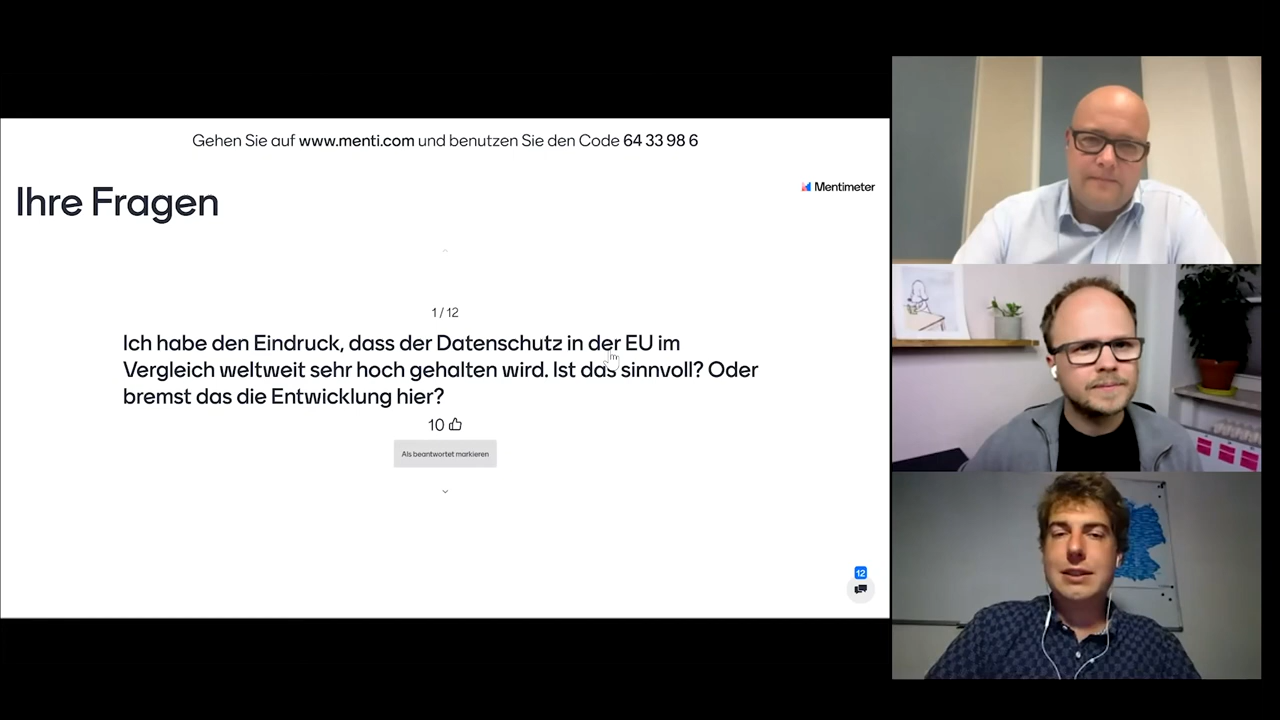 Gehen Sie auf www.menti.com und benutzen Sie den Code 64 33 98 6
Ihre Fragen
Mentimeter
1 / 12
Ich habe den Eindruck, dass der Datenschutz in der EU im
Vergleich weltweit sehr hoch gehalten wird. Ist das sinnvoll? Oder
bremst das die Entwicklung hier?
10
Als beantwortet markieren
12